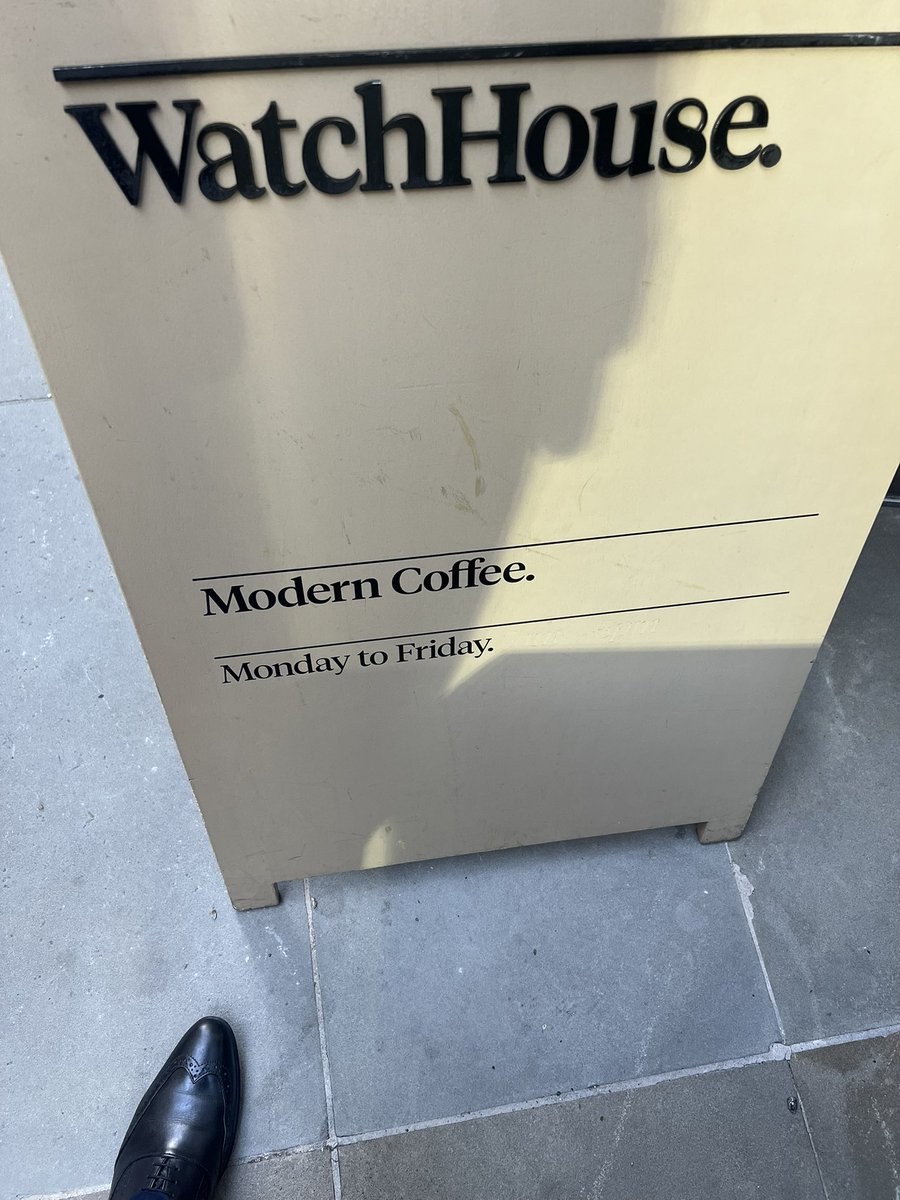 WatchHouse.
Modern Coffee.
Monday to Friday.